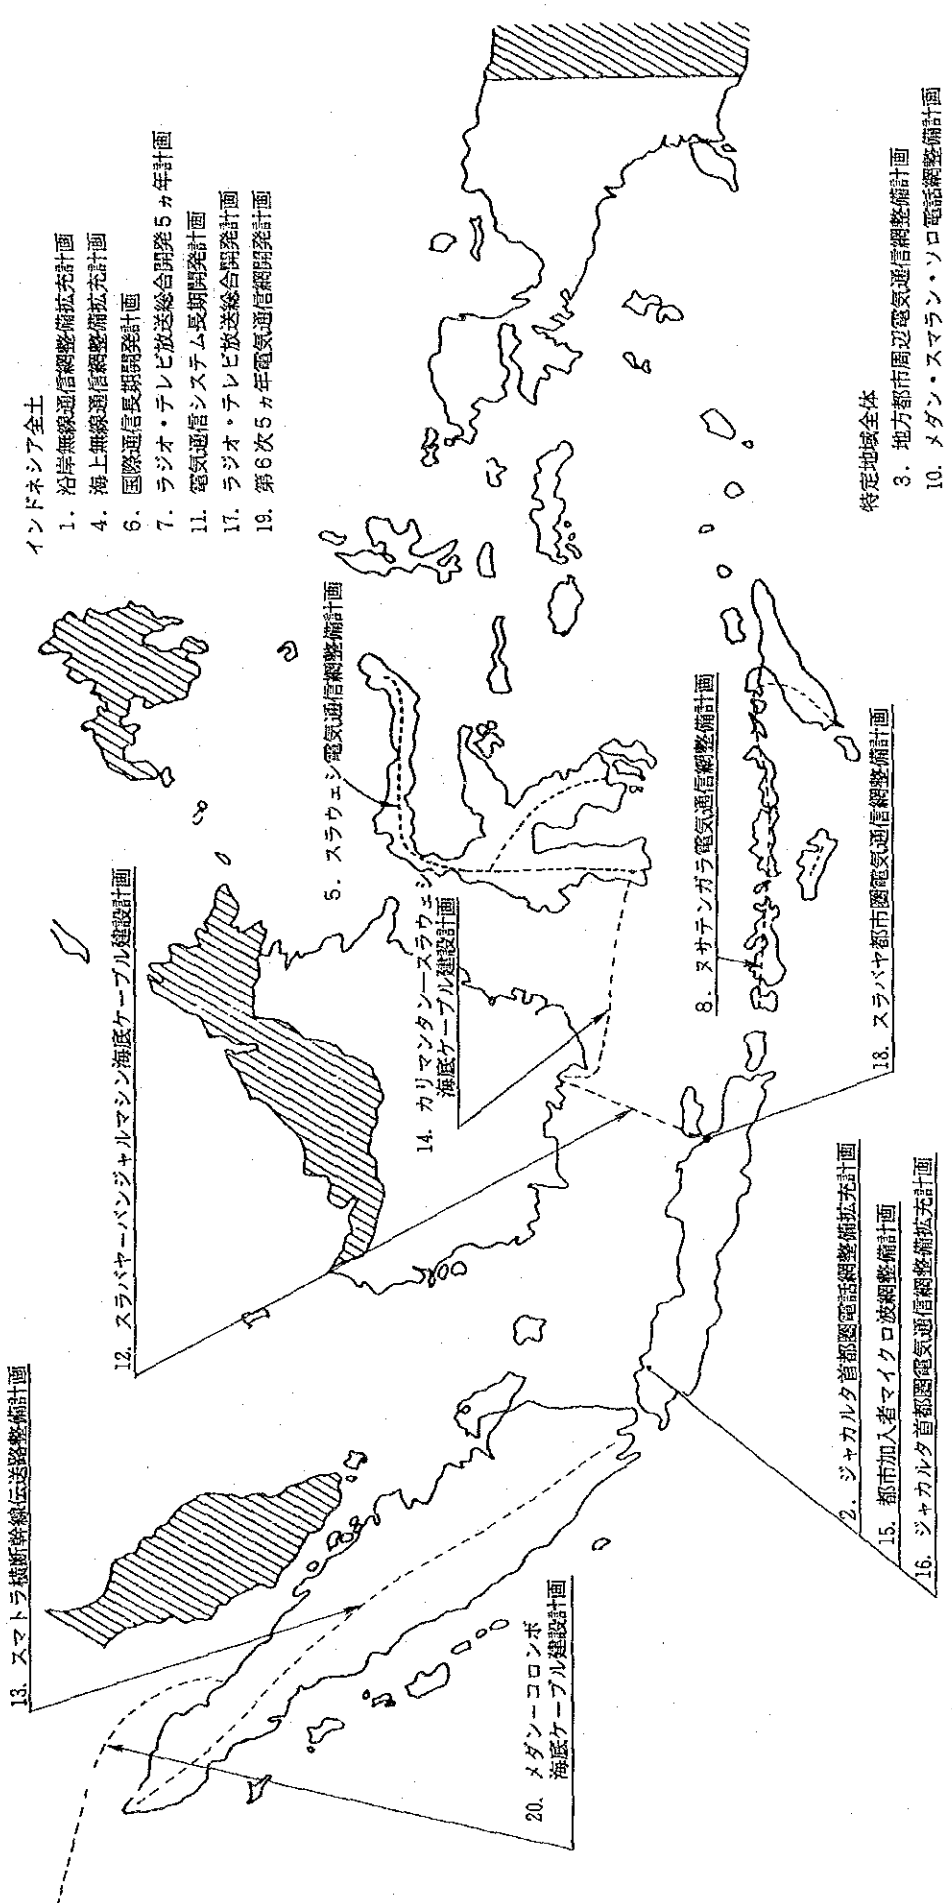 インドネシア全土
1. 沿岸無線通信網整備拡充計画
4. 海上無線通信網整備拡充計画
6. 国際通信長期開発計画
7. ラジオ・テレビ放送総合開発5ヵ年計画
11. 電気通信システム長期開発計画
17. ラジオ・テレビ放送総合開発計画
19. 第6次5ヵ年電気通信網開発計画
13. スマトラ横断幹線伝送路整備計画
12. スラバヤーバンジャルマシン海底ケーブル建設計画
5. スラウェシ電気通信網整備計画
14. カリマンタンースラウェシ
海底ケーブル建設計画
20. メダンーコロンボ
海底ケーブル建設計画
8. ヌサテンガラ電気通信網整備計画
18. スラバヤ都市圏電気通信網整備計画
2. ジャカルタ首都圏電話網整備拡充計画
15. 都市加入者マイクロ波網整備計画
16. ジャカルタ首都圏電気通信網整備拡充計画
特定地域全体
3. 地方都市周辺電気通信網整備計画
10. メダン・スマラン・ソロ電話網整備計画